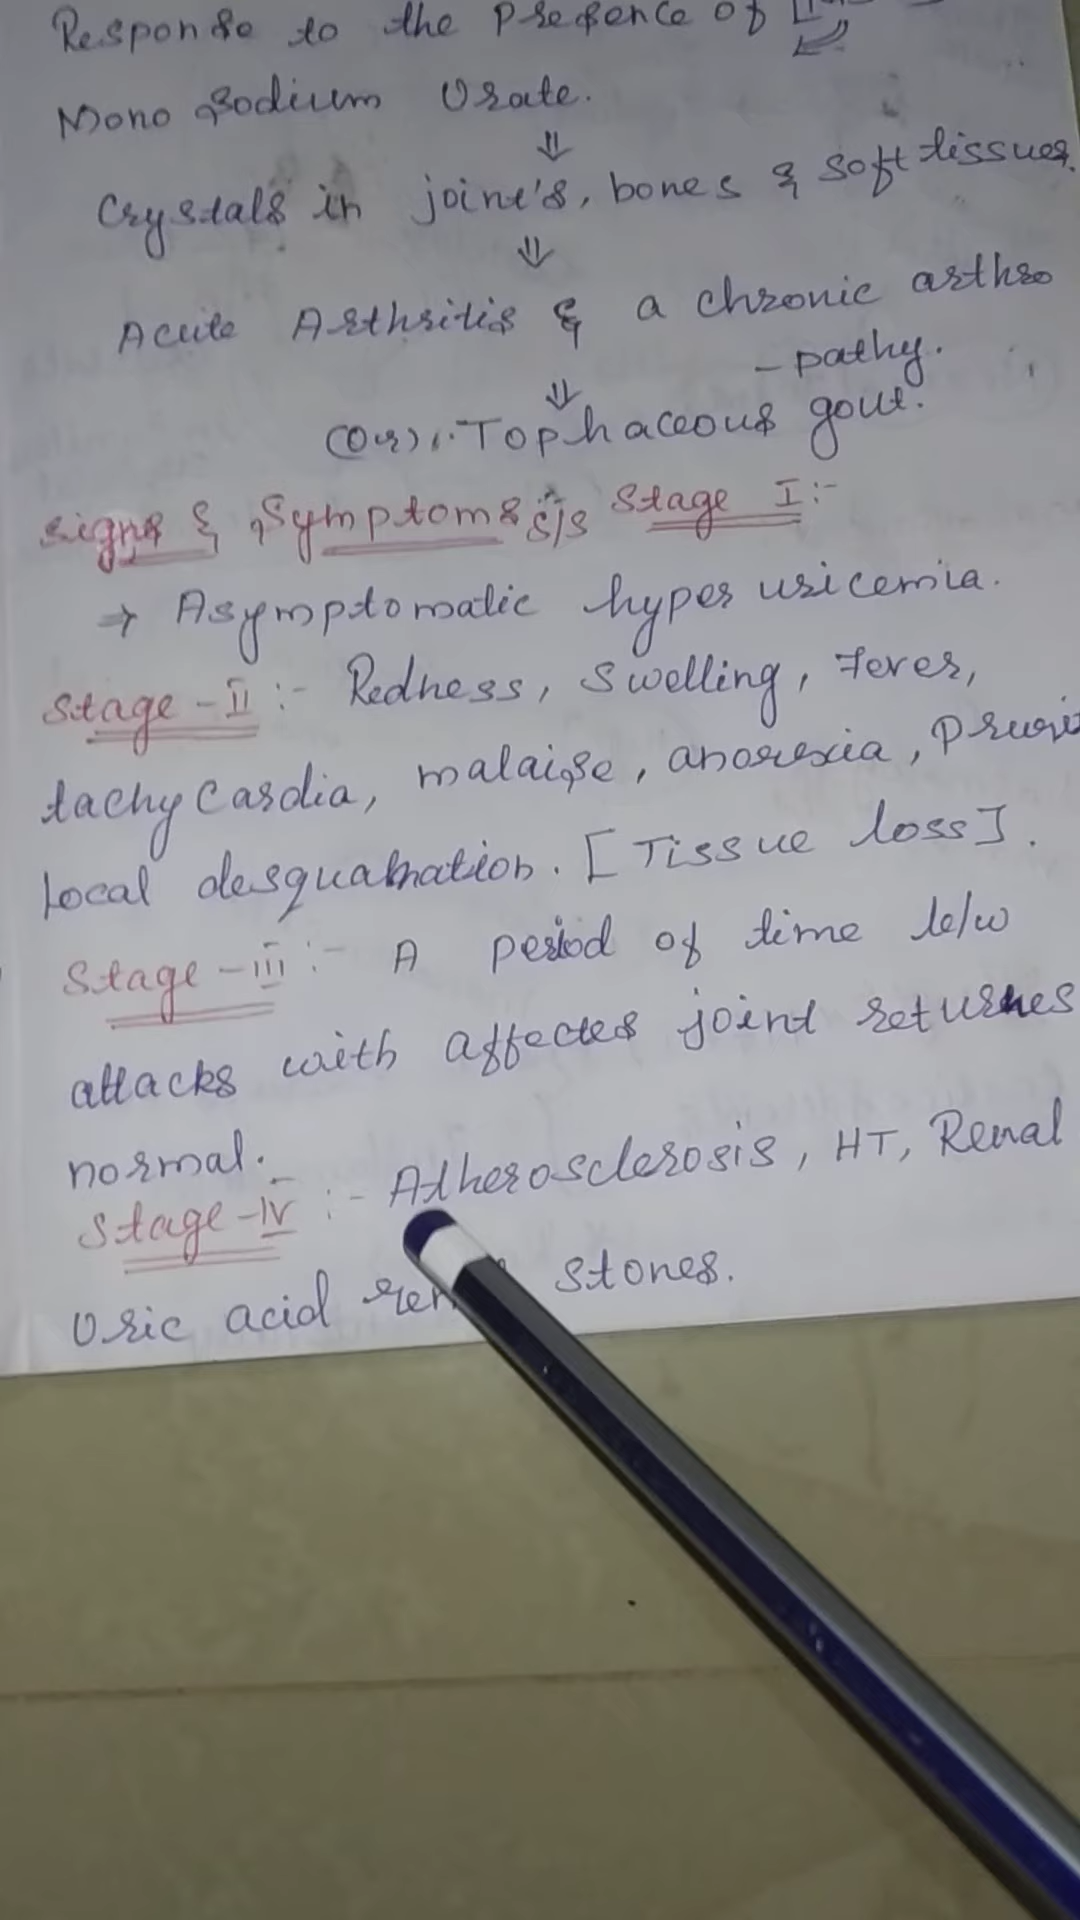 Response to the Presence of
Mono Sodium Urate.
⇓
Crystals in joint's, bones & soft tissues.
⇓
Acute Arthritis & a chronic arthro
- pathy.
⇓
(Or) Tophaceous gout.
Signs & Symptoms S/S Stage I:-
→ Asymptomatic hyper uricemia.
Stage-II:- Redness, Swelling, Fever,
tachycardia, malaise, anorexia,
Local desquamation. [Tissue loss].
Stage-III:- A period of time b/w
attacks with affected joint returnes
normal.
Stage-IV:- Atherosclerosis, HT, Renal
Uric acid stones.